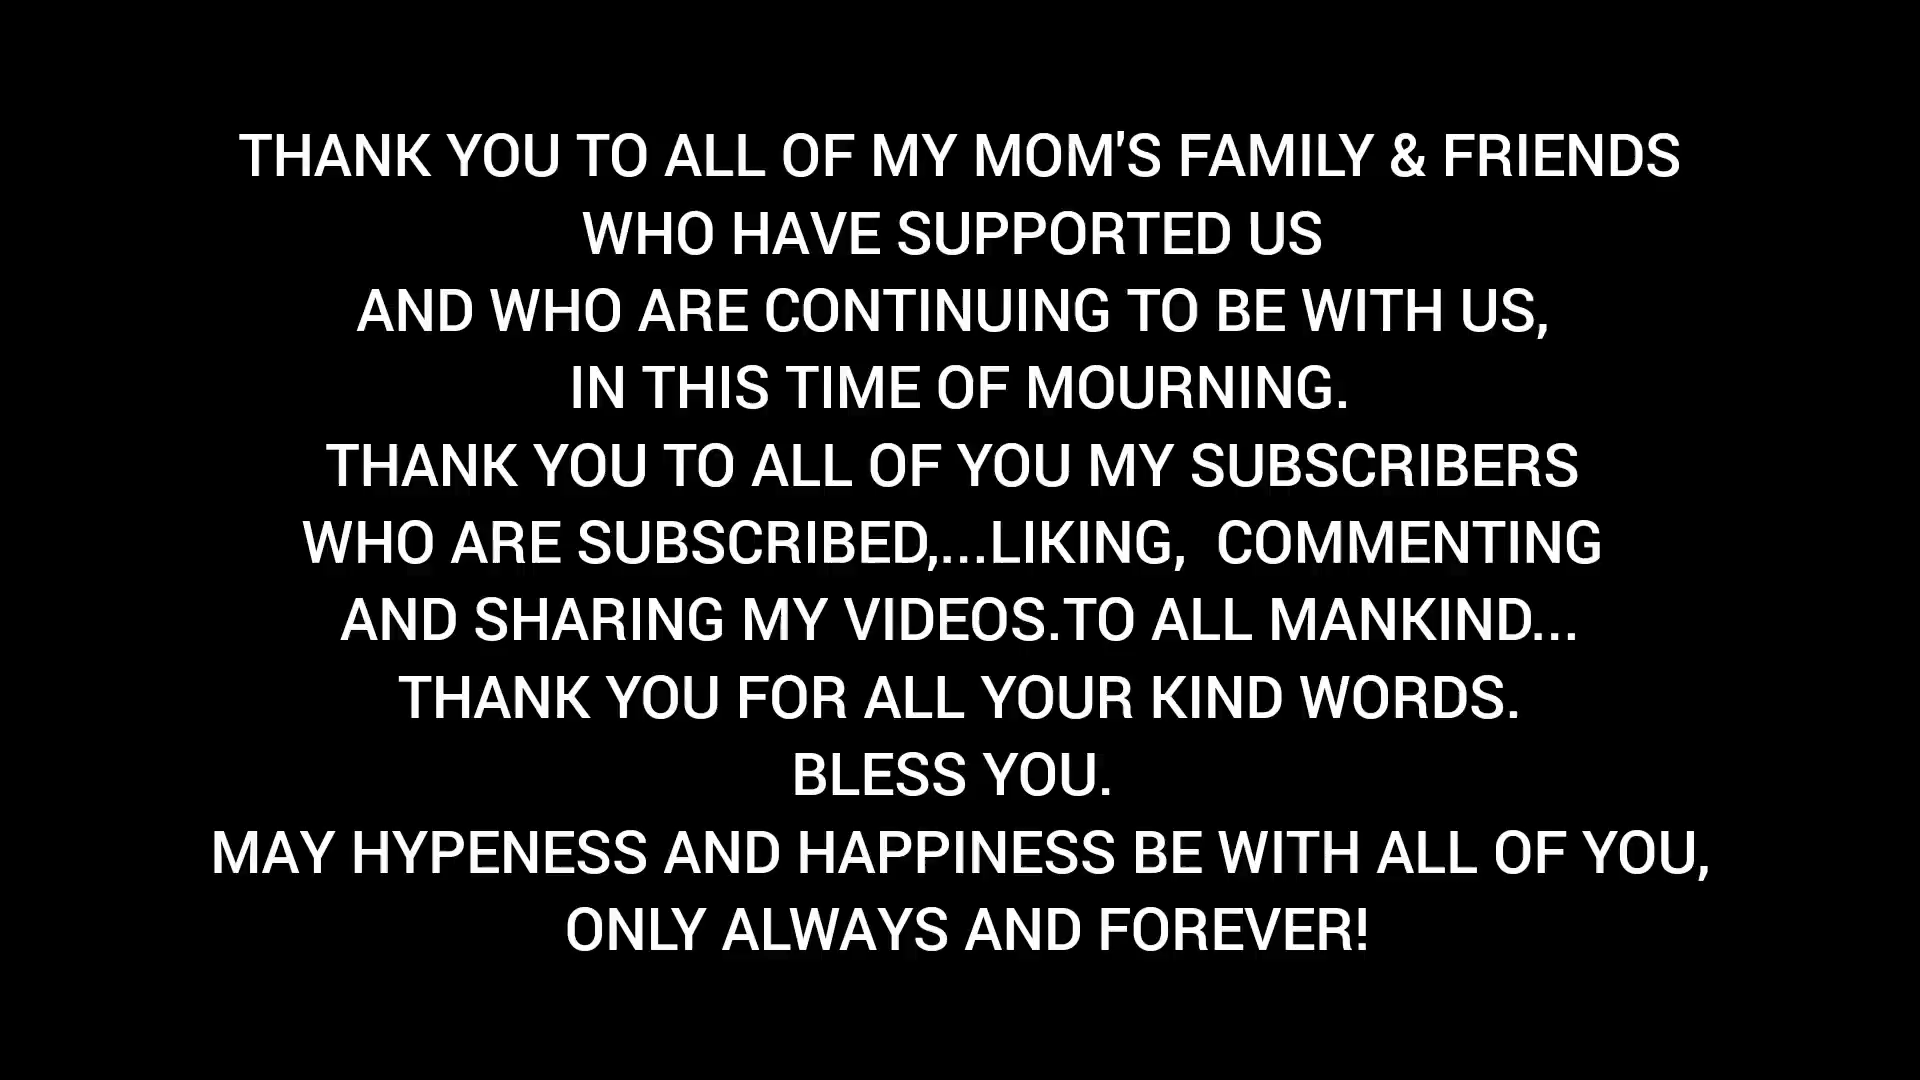 THANK YOU TO ALL OF MY MOM'S FAMILY & FRIENDS
WHO HAVE SUPPORTED US
AND WHO ARE CONTINUING TO BE WITH US,
IN THIS TIME OF MOURNING.
THANK YOU TO ALL OF YOU MY SUBSCRIBERS
WHO ARE SUBSCRIBED,...LIKING,  COMMENTING
AND SHARING MY VIDEOS.TO ALL MANKIND...
THANK YOU FOR ALL YOUR KIND WORDS.
BLESS YOU.
MAY HYPENESS AND HAPPINESS BE WITH ALL OF YOU,
ONLY ALWAYS AND FOREVER!